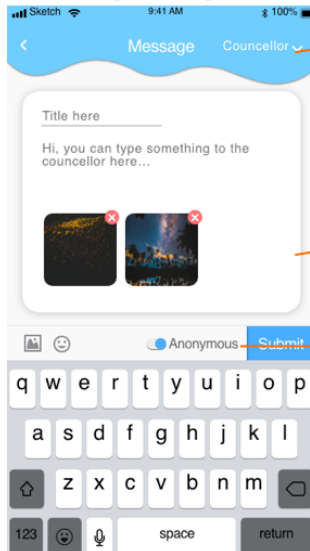 Sketch 9:41 AM 100%
Message Councellor
Title here
Hi, you can type something to the
councellor here...
Anonymous Submit
q w e r t y u i o p
a s d f g h j k l
z x c v b n m
123 space return